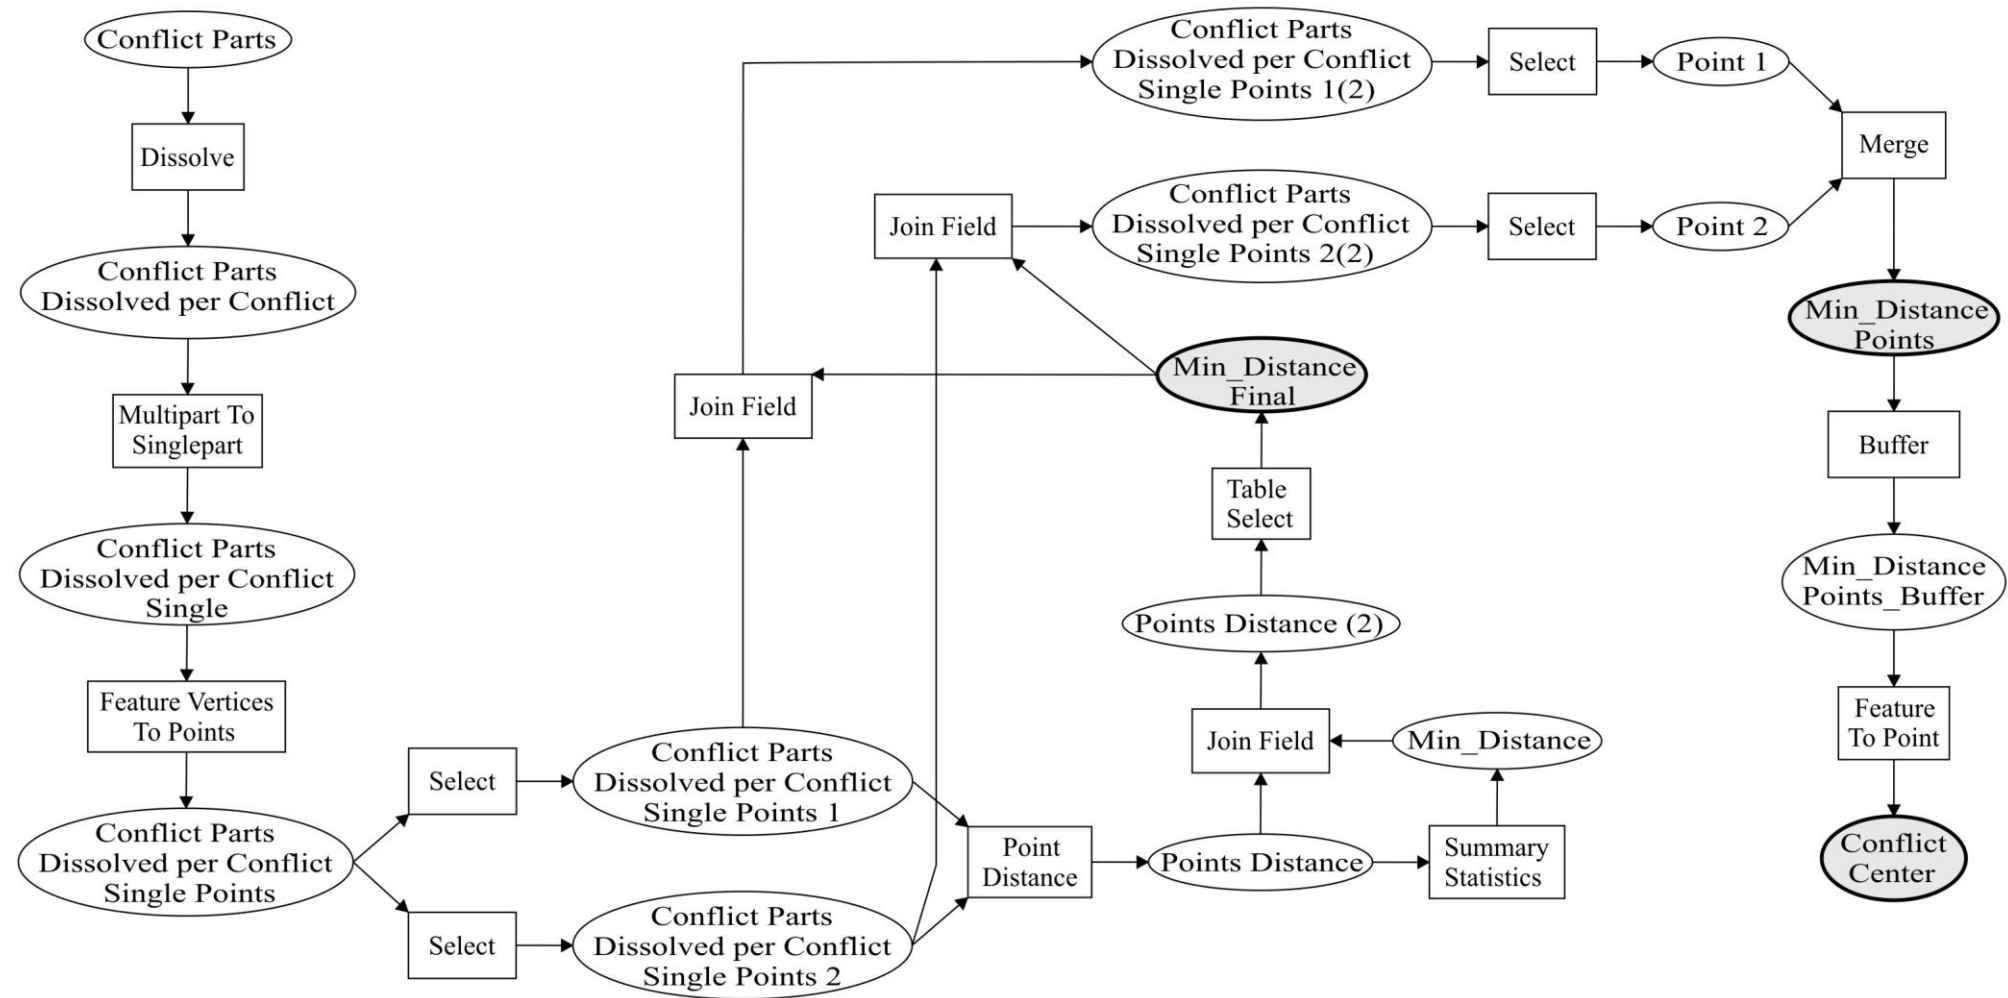 Conflict Parts
Dissolve
Conflict Parts
Dissolved per Conflict
Multipart To
Singlepart
Conflict Parts
Dissolved per Conflict
Single
Feature Vertices
To Points
Conflict Parts
Dissolved per Conflict
Single Points
Select
Select
Conflict Parts
Dissolved per Conflict
Single Points 1
Conflict Parts
Dissolved per Conflict
Single Points 2
Join Field
Point
Distance
Points Distance
Summary
Statistics
Min_Distance
Join Field
Points Distance (2)
Table
Select
Min_Distance
Final
Join Field
Conflict Parts
Dissolved per Conflict
Single Points 1(2)
Select
Point 1
Conflict Parts
Dissolved per Conflict
Single Points 2(2)
Select
Point 2
Merge
Min_Distance
Points
Buffer
Min_Distance
Points_Buffer
Feature
To Point
Conflict
Center